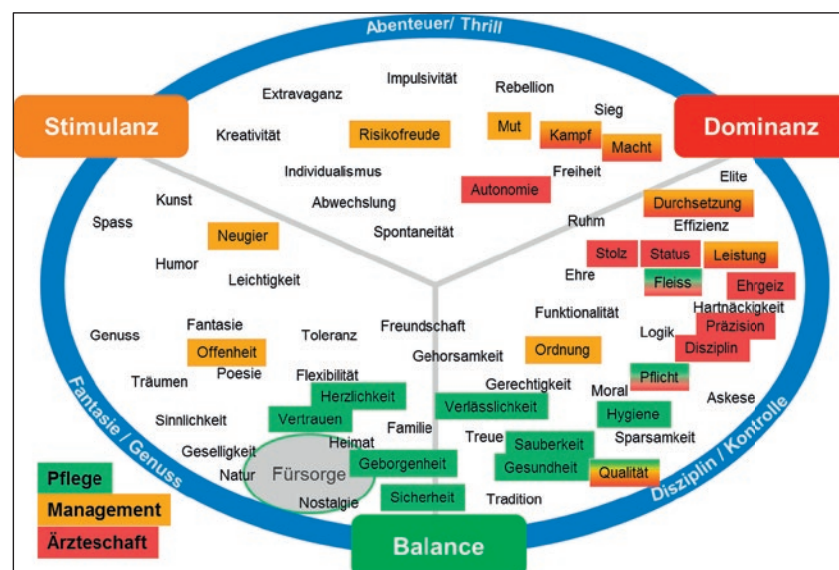 Abenteuer/ Thrill
Impulsivität
Rebellion
Extravaganz
Sieg
Stimulanz
Dominanz
Kreativität
Risikofreude
Mut
Kampf
Macht
Individualismus
Freiheit
Elite
Autonomie
Abwechslung
Durchsetzung
Kunst
Spass
Ruhm
Effizienz
Spontaneität
Neugier
Stolz
Status
Leistung
Humor
Leichtigkeit
Ehre
Fleiss
Ehrgeiz
Hartnäckigkeit
Funktionalität
Genuss
Fantasie
Toleranz
Freundschaft
Logik
Präzision
Offenheit
Gehorsamkeit
Ordnung
Disziplin
Poesie
Flexibilität
Pflicht
Träumen
Gerechtigkeit
Moral
Herzlichkeit
Askese
Verlässlichkeit
Hygiene
Sinnlichkeit
Vertrauen
Familie
Treue
Sauberkeit
Sparsamkeit
Geselligkeit
Heimat
Natur
Fürsorge
Geborgenheit
Gesundheit
Qualität
Nostalgie
Sicherheit
Tradition
Fantasie / Genuss
Disziplin / Kontrolle
Pflege
Management
Ärzteschaft
Balance